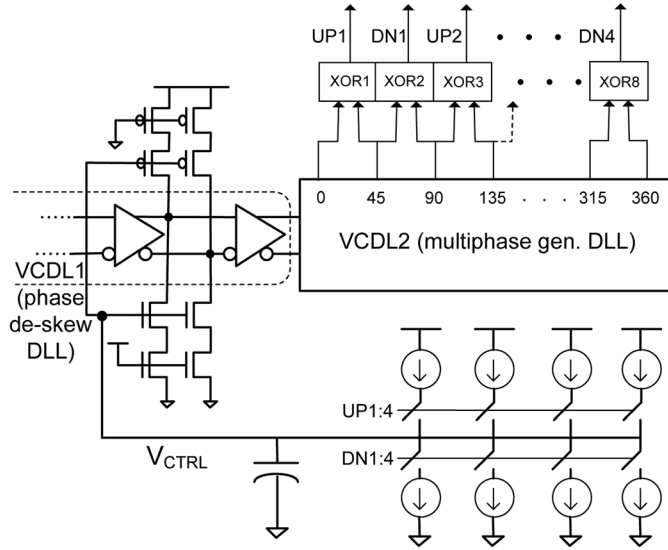 UP1 DN1 UP2 • • • DN4
XOR1 XOR2 XOR3 • • • XOR8
0 45 90 135 . . . 315 360
VCDL2 (multiphase gen. DLL)
VCDL1
(phase
de-skew
DLL)
UP1:4
VCTRL
DN1:4